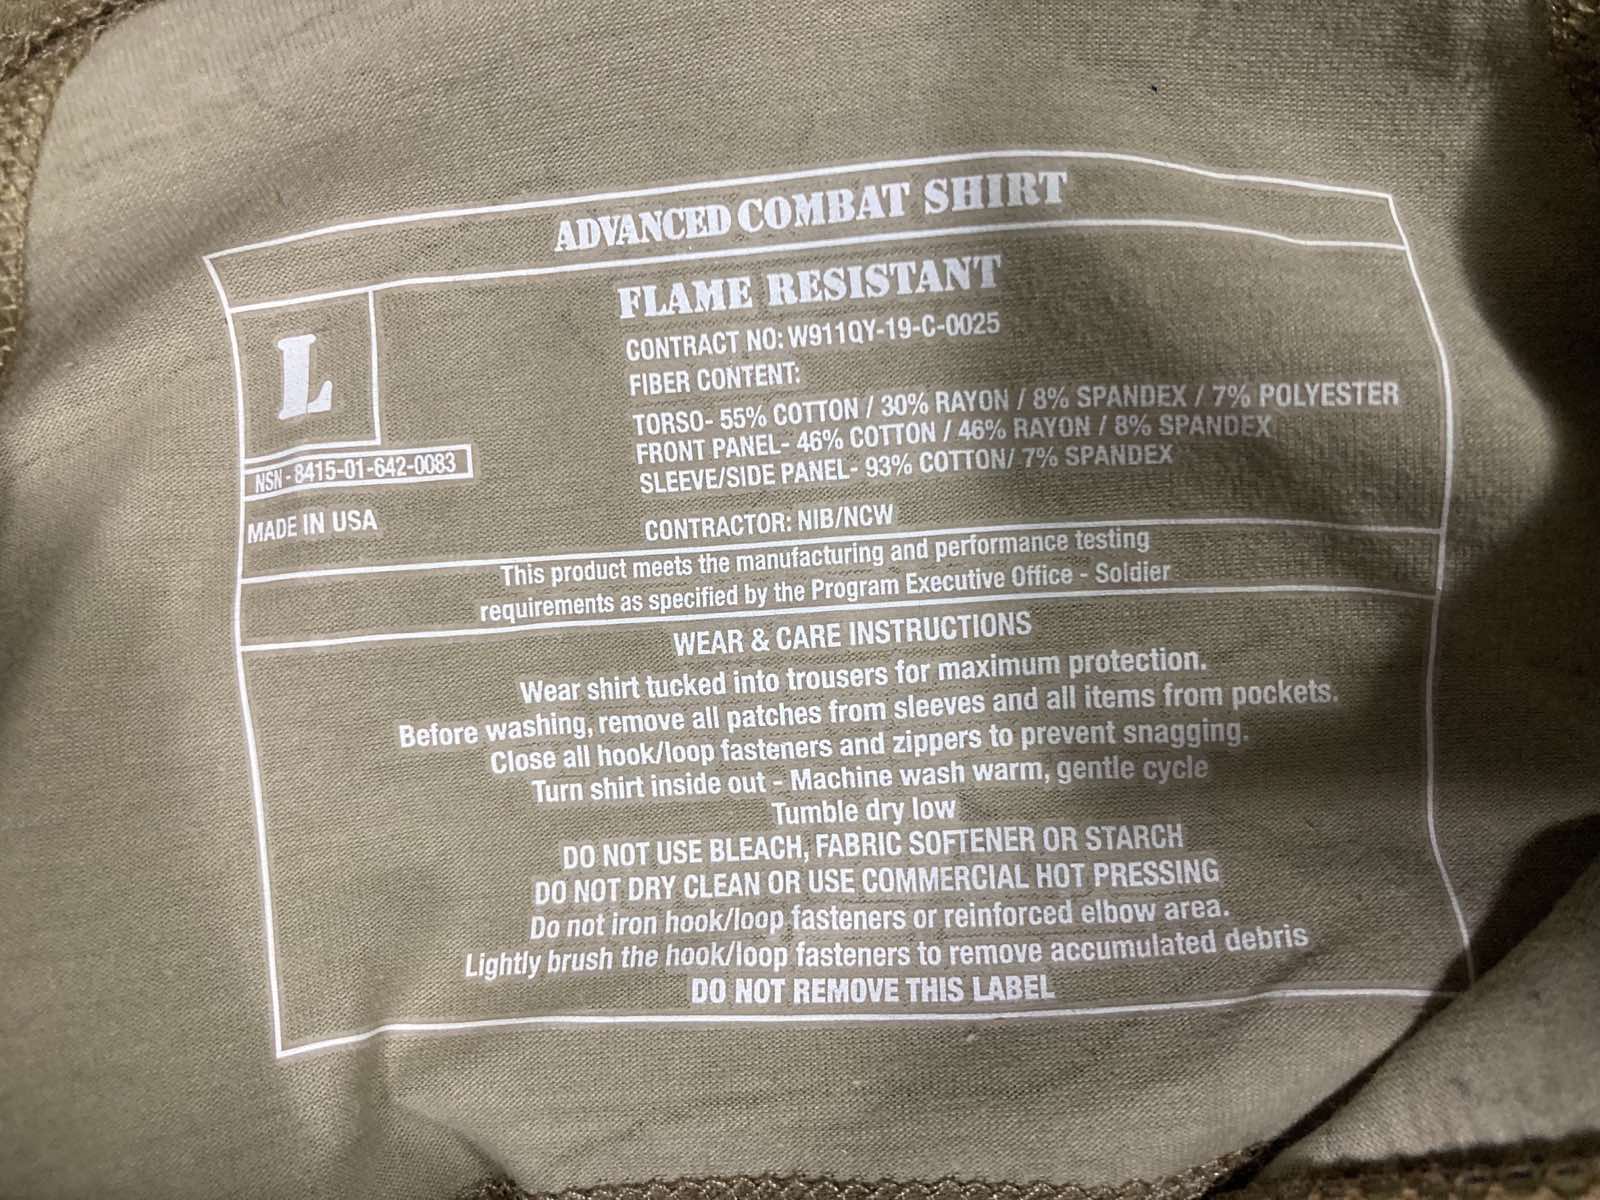 ADVANCED COMBAT SHIRT
FLAME RESISTANT
L
CONTRACT NO: W911QY-19-C-0025
FIBER CONTENT:
TORSO- 55% COTTON / 30% RAYON / 8% SPANDEX / 7% POLYESTER
FRONT PANEL- 46% COTTON / 46% RAYON / 8% SPANDEX
SLEEVE/SIDE PANEL- 93% COTTON/ 7% SPANDEX
NSN - 8415-01-642-0083
MADE IN USA
CONTRACTOR: NIB/NCW
This product meets the manufacturing and performance testing
requirements as specified by the Program Executive Office - Soldier
WEAR & CARE INSTRUCTIONS
Wear shirt tucked into trousers for maximum protection.
Before washing, remove all patches from sleeves and all items from pockets.
Close all hook/loop fasteners and zippers to prevent snagging.
Turn shirt inside out - Machine wash warm, gentle cycle
Tumble dry low
DO NOT USE BLEACH, FABRIC SOFTENER OR STARCH
DO NOT DRY CLEAN OR USE COMMERCIAL HOT PRESSING
Do not iron hook/loop fasteners or reinforced elbow area.
Lightly brush the hook/loop fasteners to remove accumulated debris
DO NOT REMOVE THIS LABEL